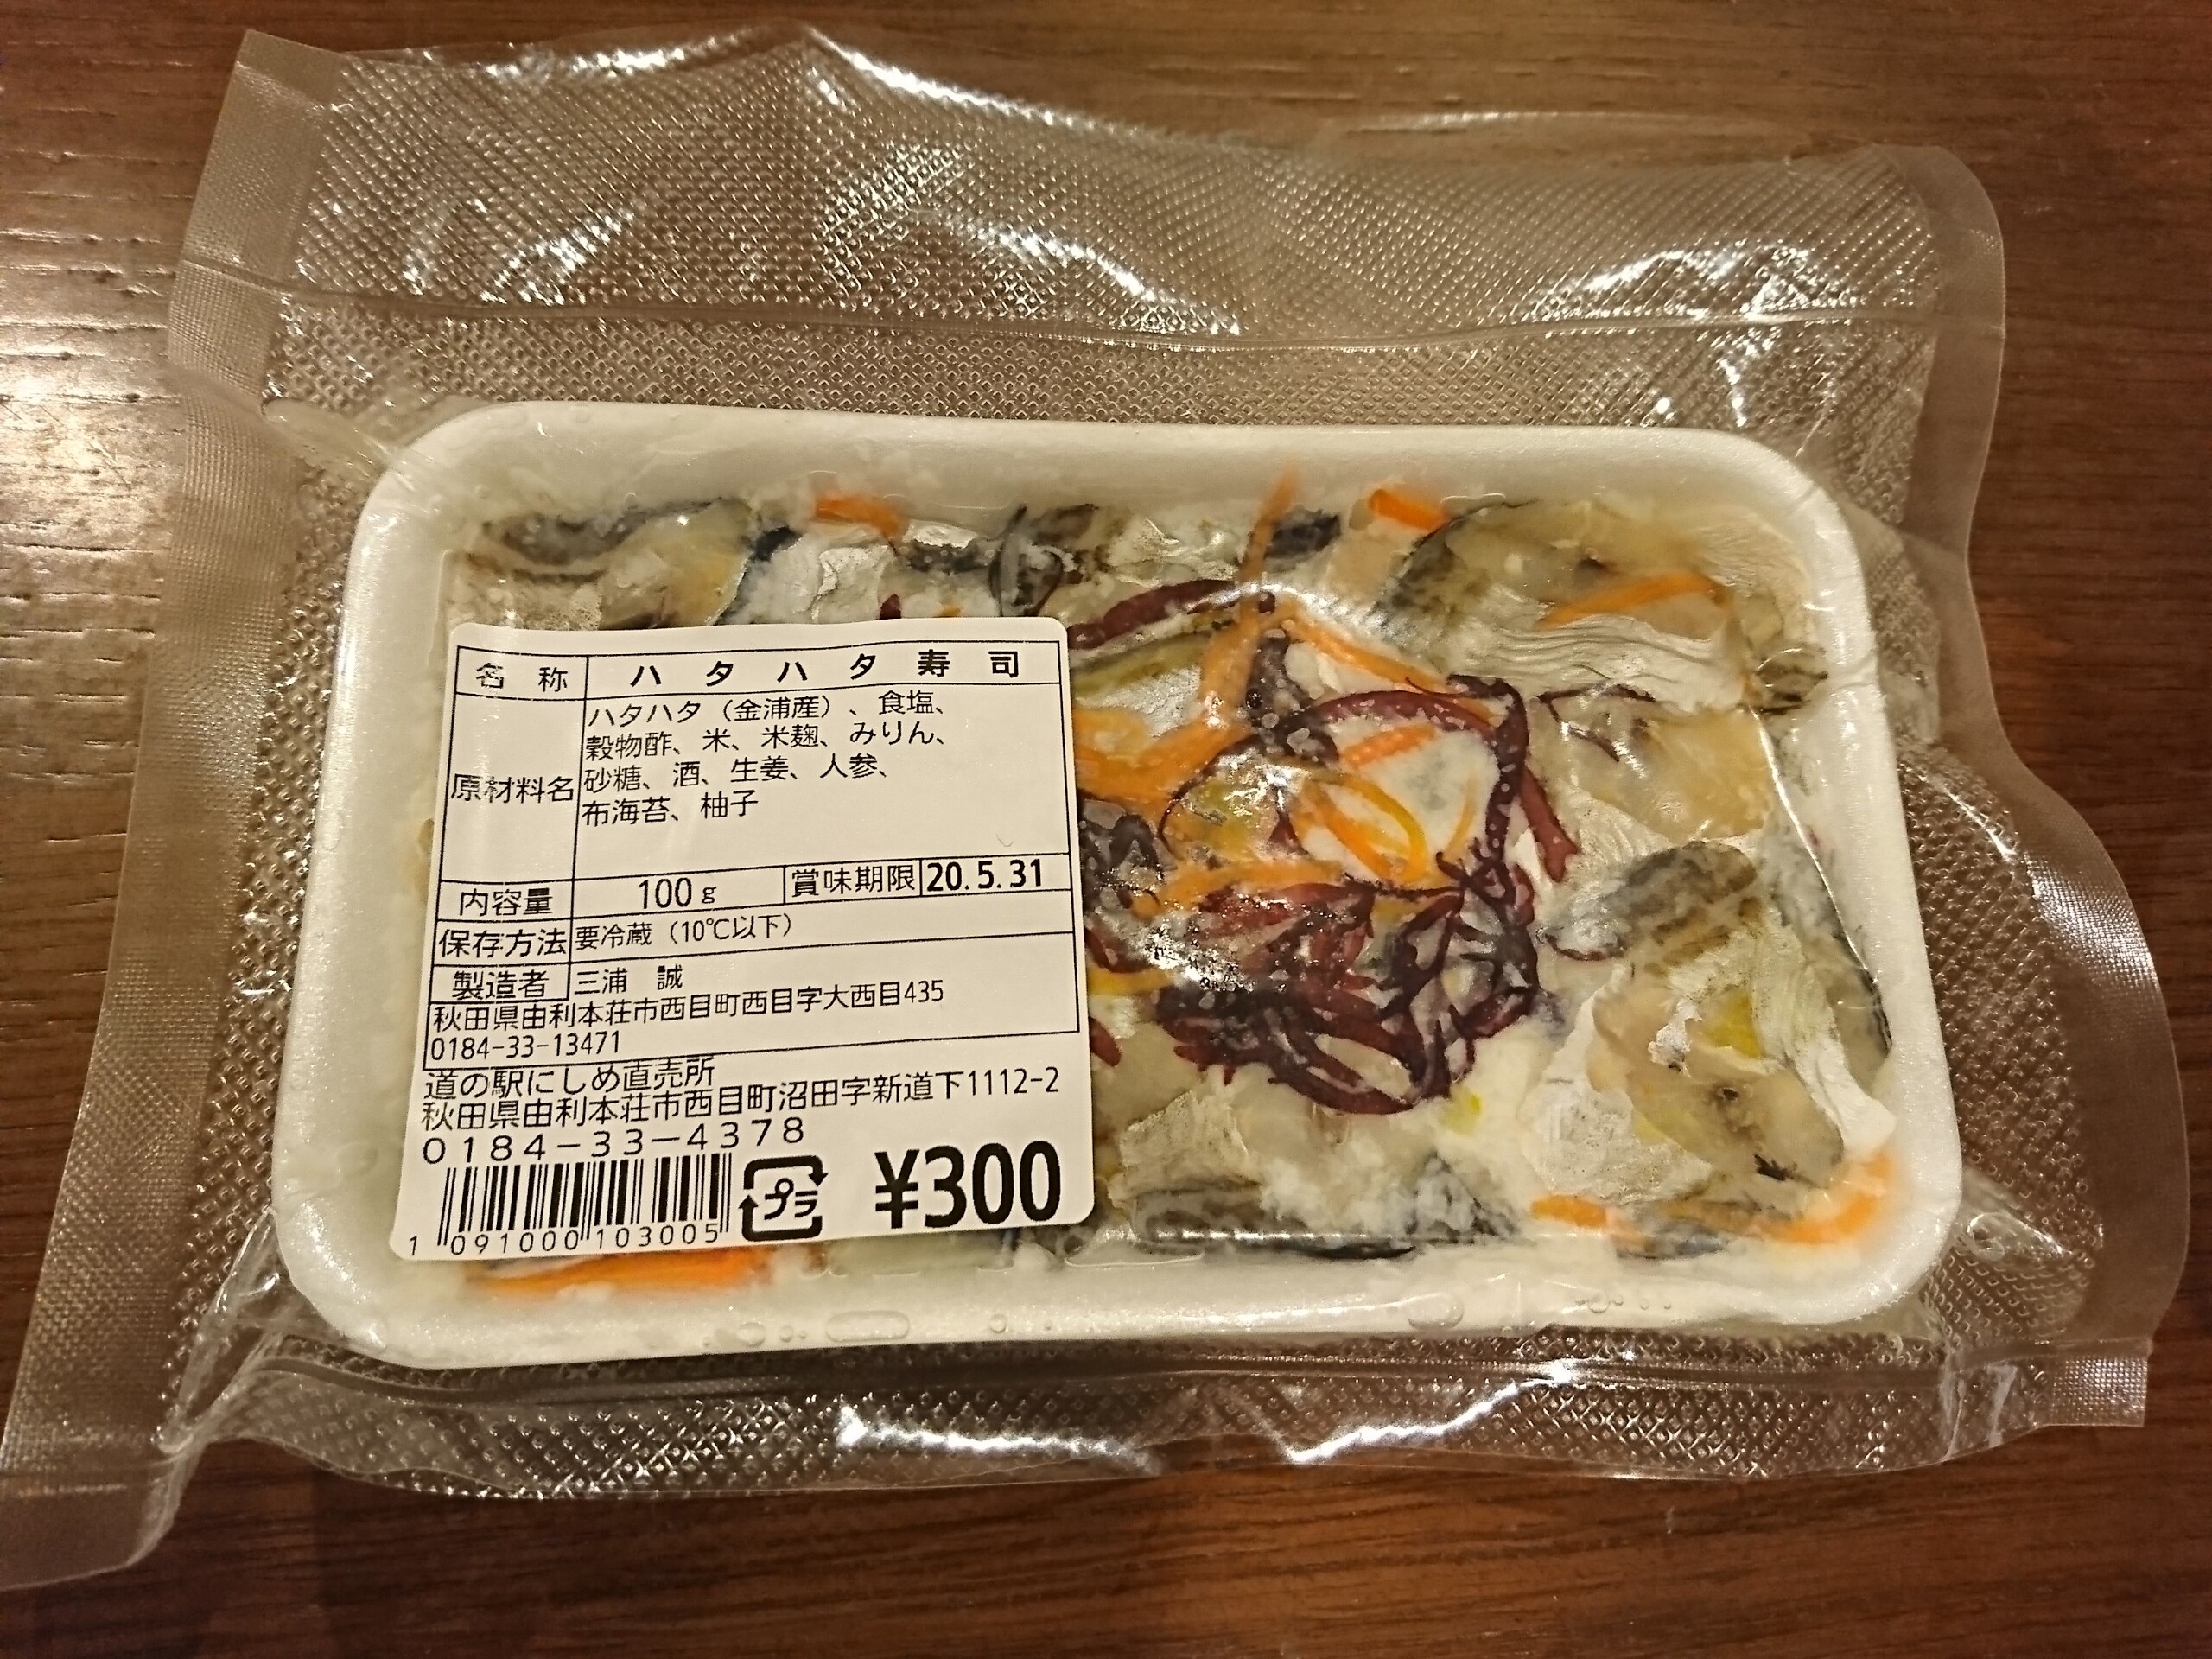 名 称 ハタハタ寿司
原材料名 ハタハタ（金浦産）、食塩、
穀物酢、米、米麹、みりん、
砂糖、酒、生姜、人参、
布海苔、柚子
内容量 100g 賞味期限 20.5.31
保存方法 要冷蔵（10℃以下）
製造者 三浦 誠
秋田県由利本荘市西目町西目字大西目435
0184-33-13471
道の駅にしめ直売所
秋田県由利本荘市西目町沼田字新道下1112-2
0184-33-4378
プラ ¥300
1 091000 103005